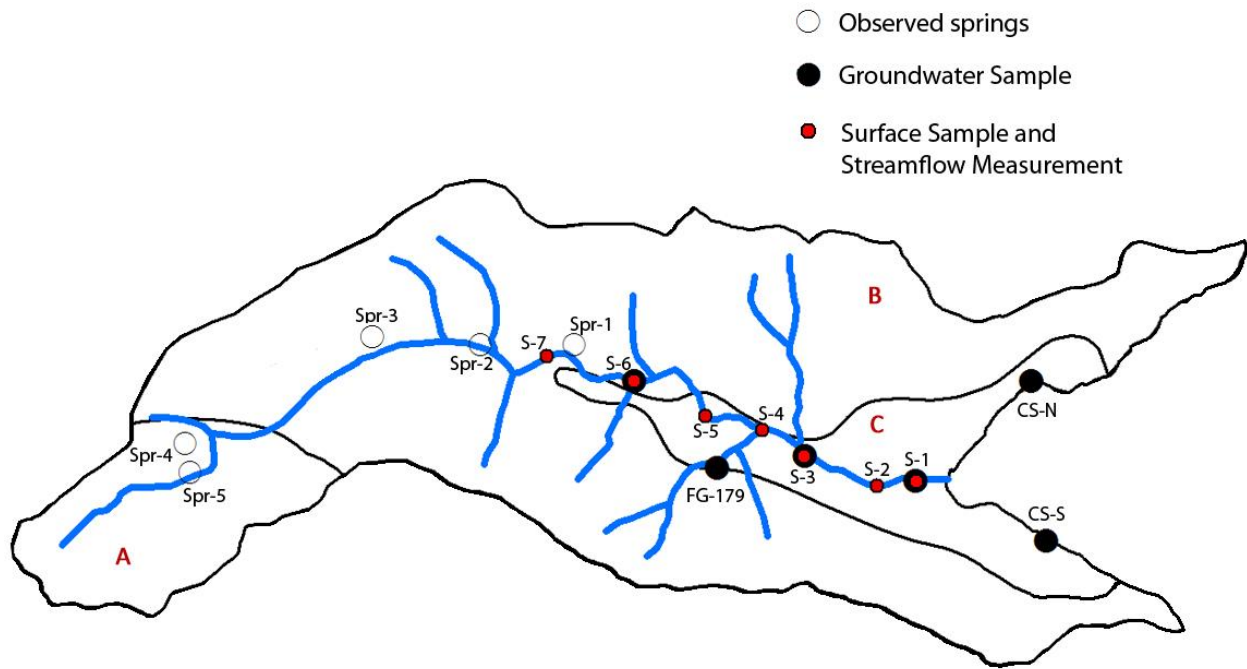 Observed springs
Groundwater Sample
Surface Sample and
Streamflow Measurement
B
Spr-3
Spr-1
S-7
Spr-2
S-6
CS-N
S-4
C
S-5
Spr-4
S-3
S-2
S-1
Spr-5
FG-179
CS-S
A